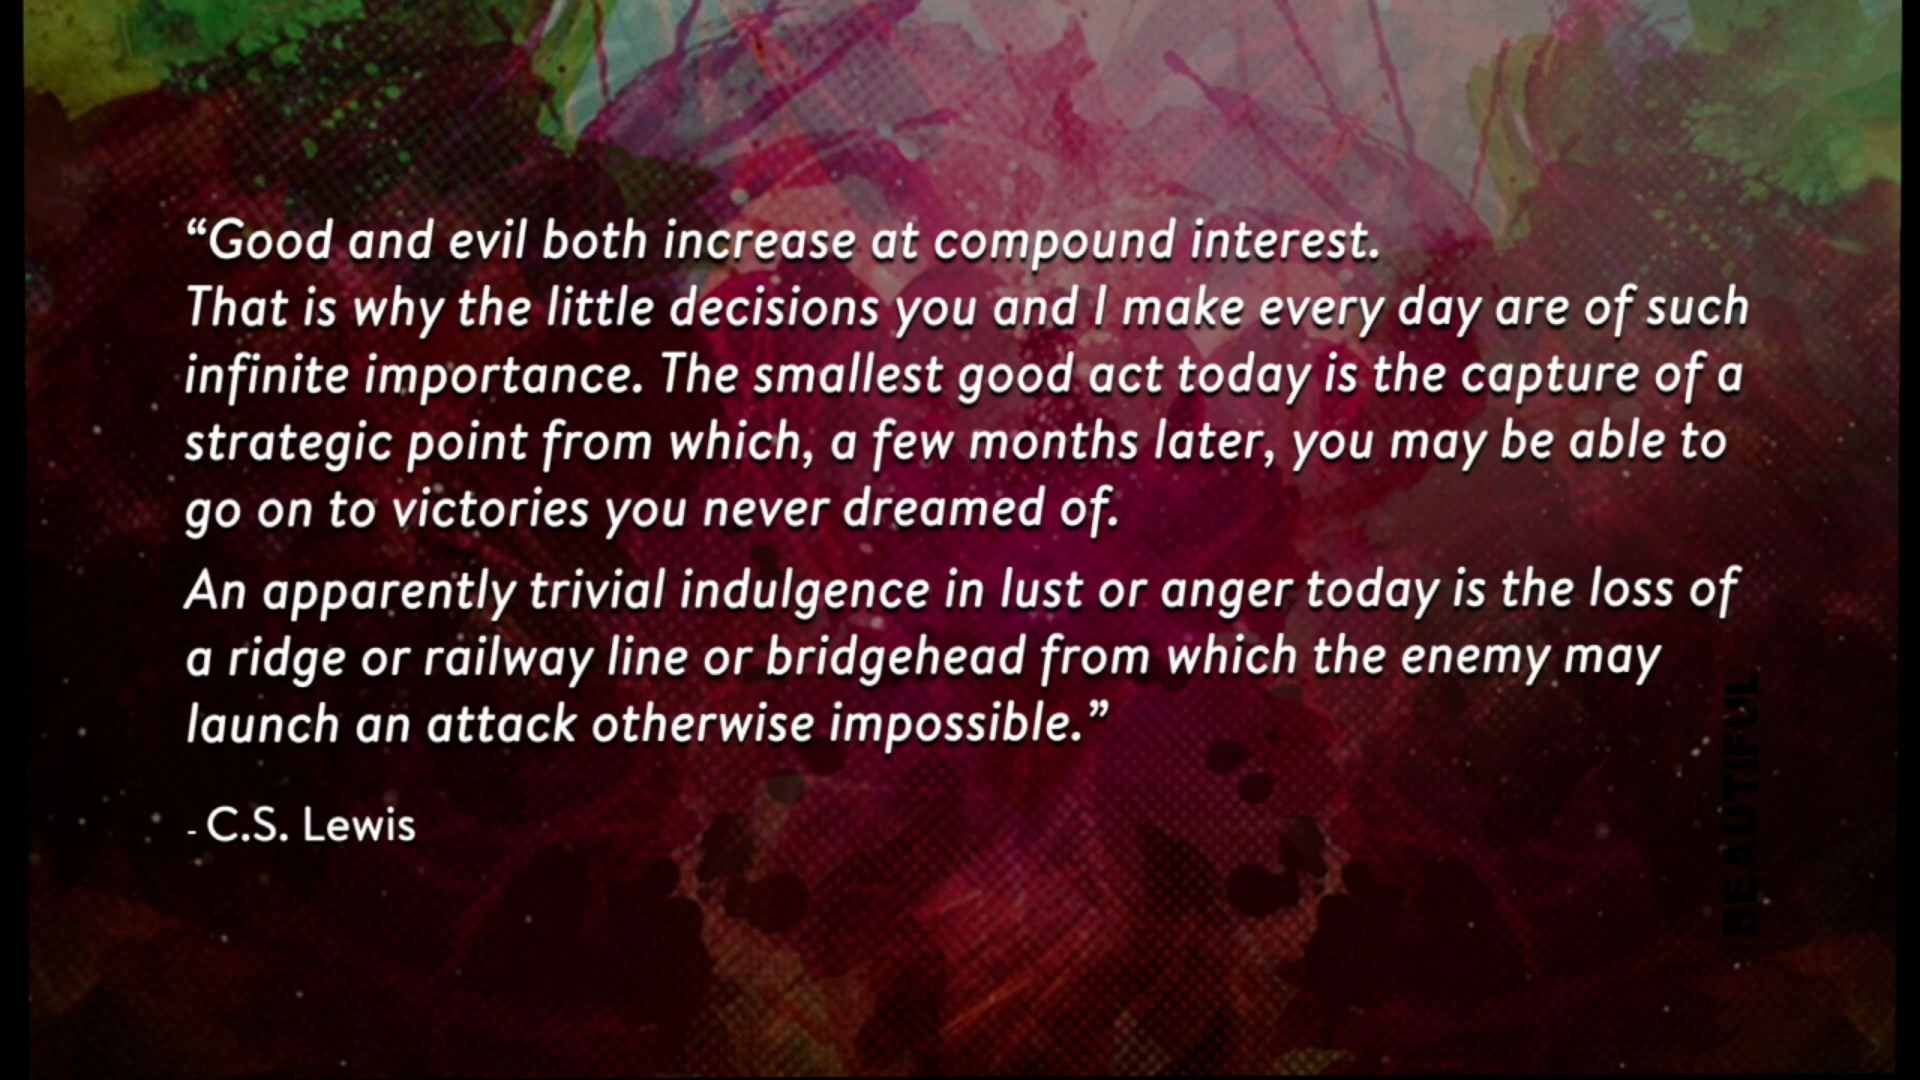 “Good and evil both increase at compound interest.
That is why the little decisions you and I make every day are of such
infinite importance. The smallest good act today is the capture of a
strategic point from which, a few months later, you may be able to
go on to victories you never dreamed of.
An apparently trivial indulgence in lust or anger today is the loss of
a ridge or railway line or bridgehead from which the enemy may
launch an attack otherwise impossible.”
- C.S. Lewis
BEAUTIFUL